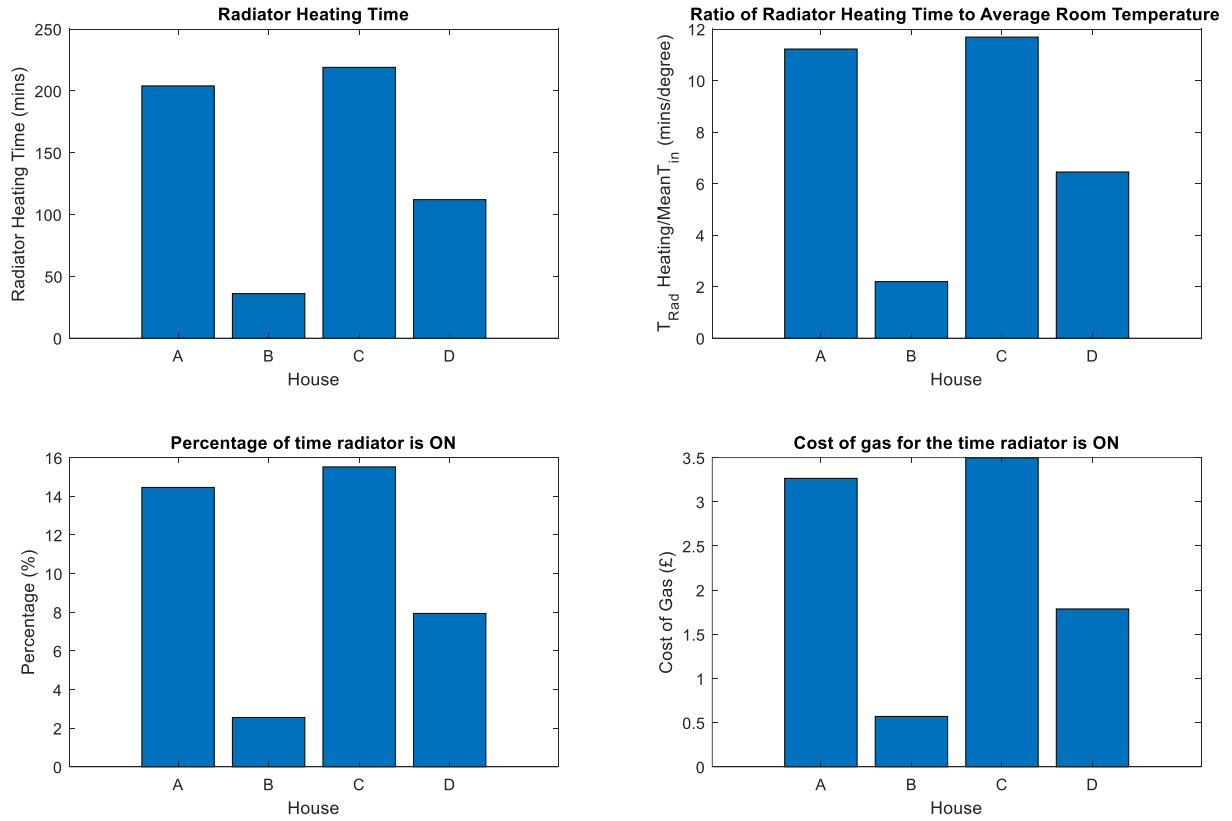 Radiator Heating Time
Radiator Heating Time (mins)
250
200
150
100
50
0
A B C D
House
Ratio of Radiator Heating Time to Average Room Temperature
T_Rad Heating/MeanT_in (mins/degree)
12
10
8
6
4
2
0
A B C D
House
Percentage of time radiator is ON
Percentage (%)
16
14
12
10
8
6
4
2
0
A B C D
House
Cost of gas for the time radiator is ON
Cost of Gas (£)
3.5
3
2.5
2
1.5
1
0.5
0
A B C D
House